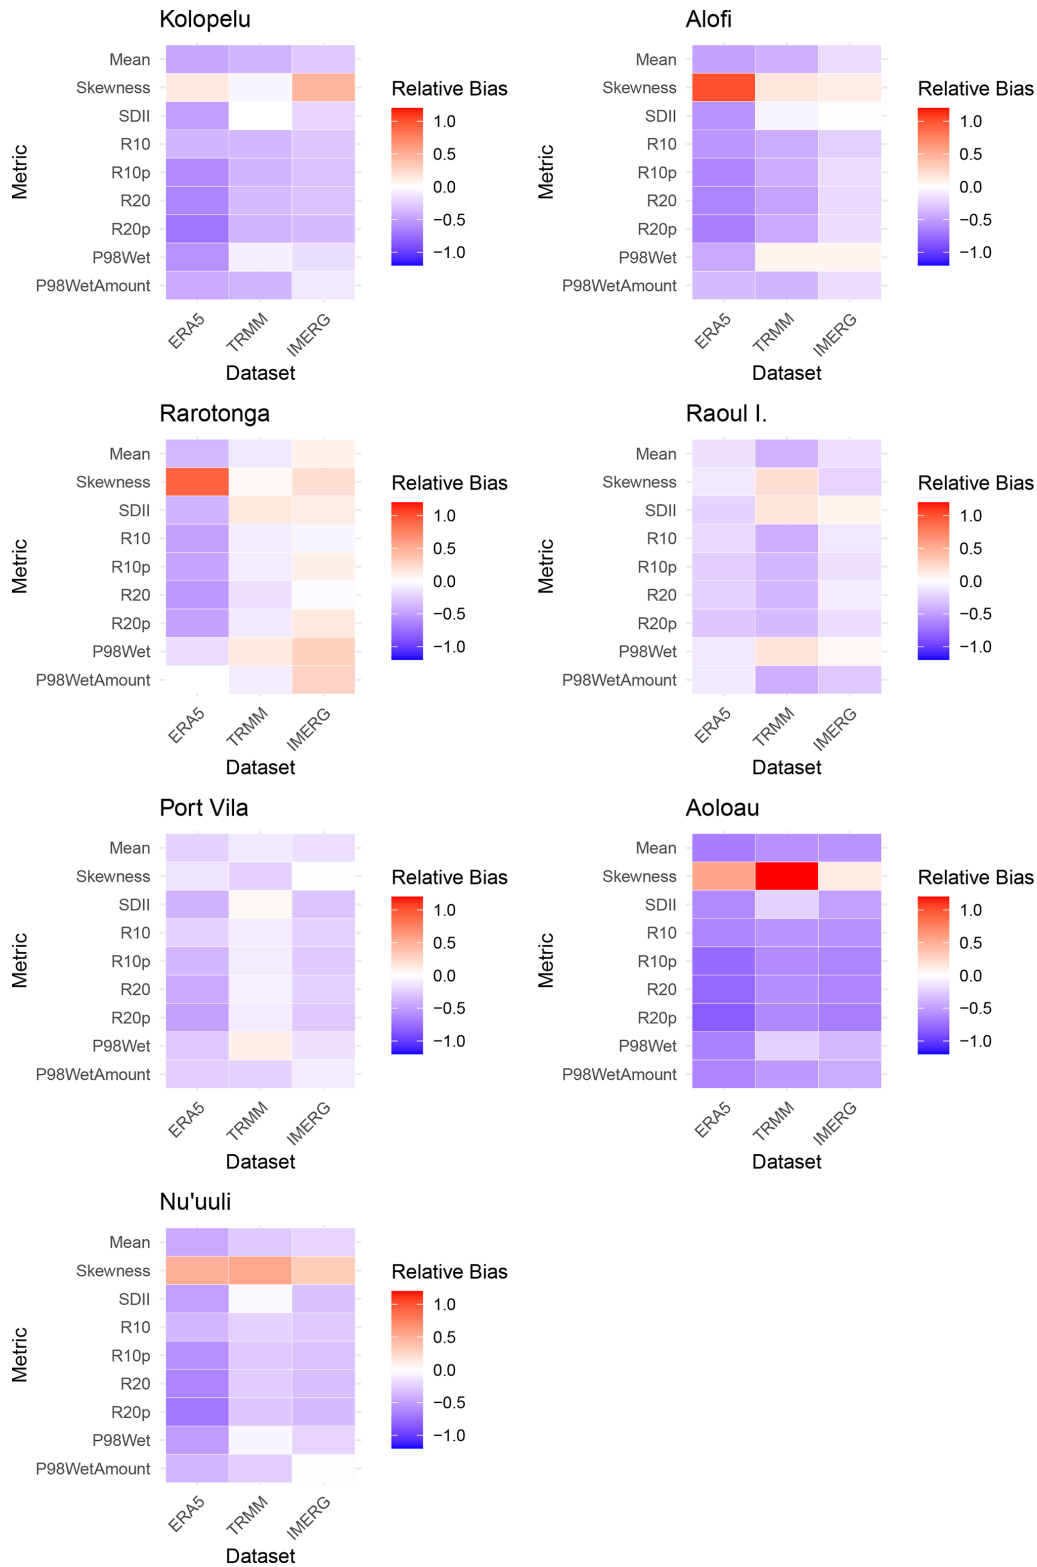 Kolopelu
Metric
Mean
Skewness
SDII
R10
R10p
R20
R20p
P98Wet
P98WetAmount
ERA5
TRMM
IMERG
Dataset
Relative Bias
1.0
0.5
0.0
−0.5
−1.0
Alofi
Metric
Mean
Skewness
SDII
R10
R10p
R20
R20p
P98Wet
P98WetAmount
ERA5
TRMM
IMERG
Dataset
Relative Bias
1.0
0.5
0.0
−0.5
−1.0
Rarotonga
Metric
Mean
Skewness
SDII
R10
R10p
R20
R20p
P98Wet
P98WetAmount
ERA5
TRMM
IMERG
Dataset
Relative Bias
1.0
0.5
0.0
−0.5
−1.0
Raoul I.
Metric
Mean
Skewness
SDII
R10
R10p
R20
R20p
P98Wet
P98WetAmount
ERA5
TRMM
IMERG
Dataset
Relative Bias
1.0
0.5
0.0
−0.5
−1.0
Port Vila
Metric
Mean
Skewness
SDII
R10
R10p
R20
R20p
P98Wet
P98WetAmount
ERA5
TRMM
IMERG
Dataset
Relative Bias
1.0
0.5
0.0
−0.5
−1.0
Aoloau
Metric
Mean
Skewness
SDII
R10
R10p
R20
R20p
P98Wet
P98WetAmount
ERA5
TRMM
IMERG
Dataset
Relative Bias
1.0
0.5
0.0
−0.5
−1.0
Nu'uuli
Metric
Mean
Skewness
SDII
R10
R10p
R20
R20p
P98Wet
P98WetAmount
ERA5
TRMM
IMERG
Dataset
Relative Bias
1.0
0.5
0.0
−0.5
−1.0